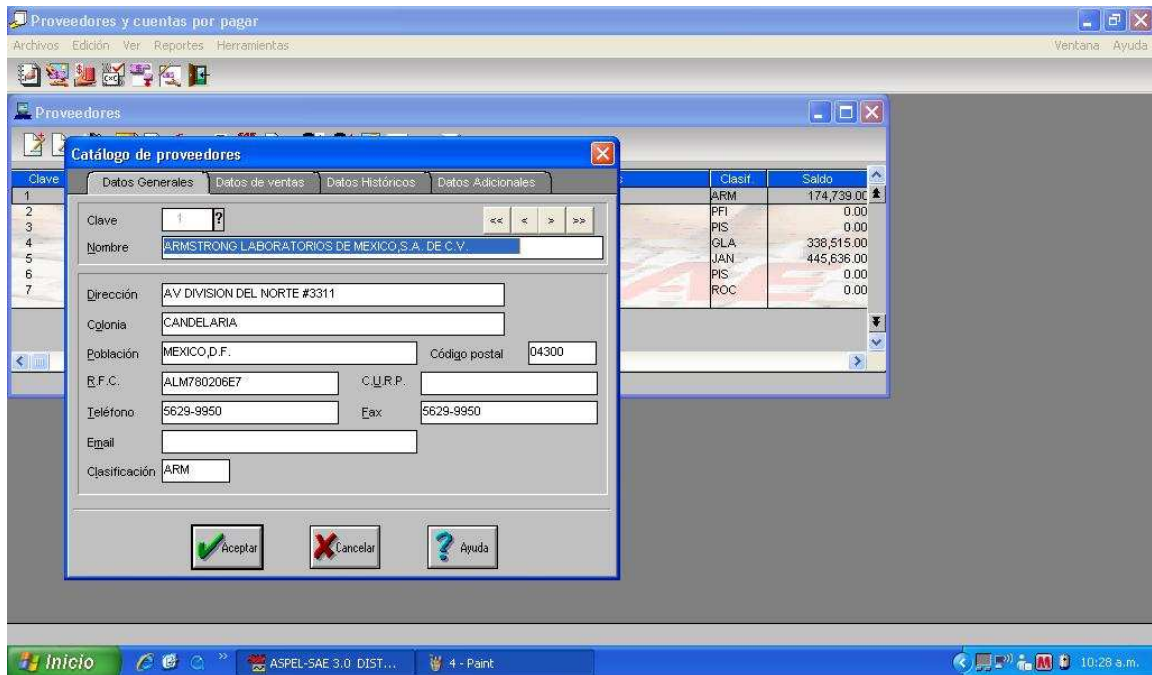 Proveedores y cuentas por pagar
Archivos Edición Ver Reportes Herramientas Ventana Ayuda
Proveedores
Catálogo de proveedores
Clave Clasif. Saldo
Datos Generales Datos de ventas Datos Históricos Datos Adicionales
1 ARM 174,739.00
2 PFI 0.00
3 PIS 0.00
4 GLA 338,515.00
5 JAN 445,636.00
6 PIS 0.00
7 ROC 0.00
Clave 1 ? << < > >>
Nombre ARMSTRONG LABORATORIOS DE MEXICO,S.A. DE C.V.
Dirección AV DIVISION DEL NORTE #3311
Colonia CANDELARIA
Población MEXICO,D.F. Código postal 04300
R.F.C. ALM780206E7 C.U.R.P.
Teléfono 5629-9950 Fax 5629-9950
Email
Clasificación ARM
Aceptar Cancelar Ayuda
Inicio ASPEL-SAE 3.0 DIST... 4 - Paint 10:28 a.m.